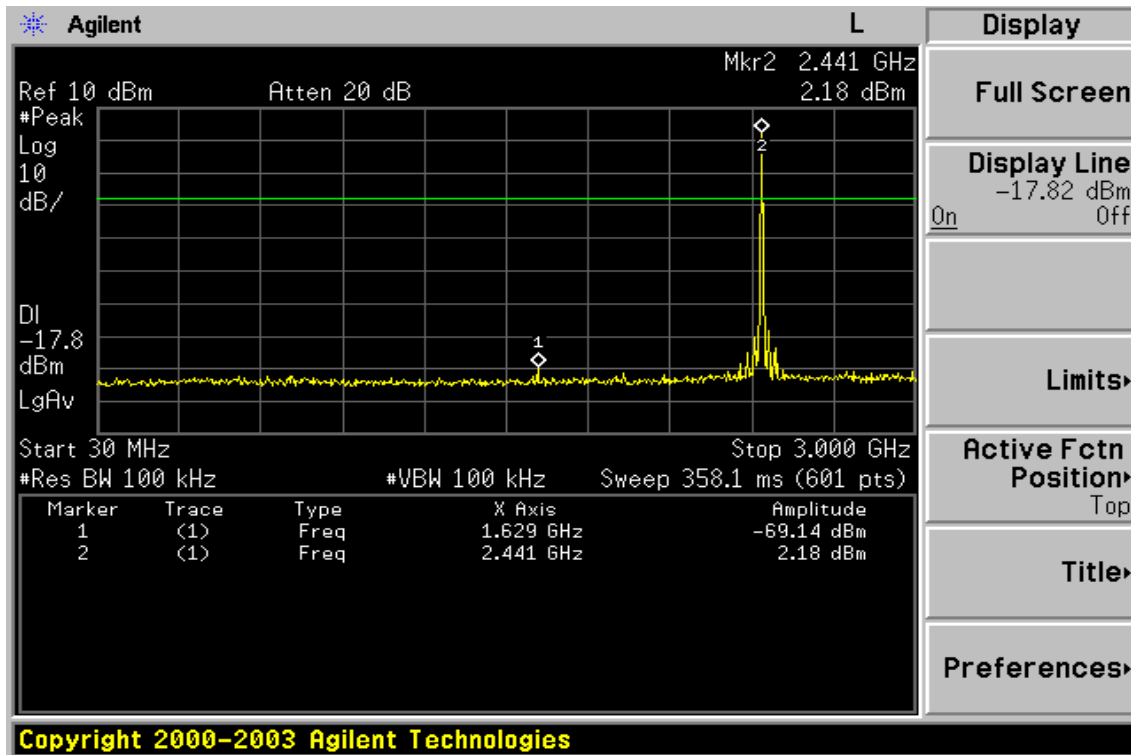 Agilent
L
Mkr2 2.441 GHz
Ref 10 dBm Atten 20 dB 2.18 dBm
#Peak
Log
10
dB/
2
DI
-17.8
dBm
LgAv
1
Start 30 MHz Stop 3.000 GHz
#Res BW 100 kHz #VBW 100 kHz Sweep 358.1 ms (601 pts)
Marker Trace Type X Axis Amplitude
1 (1) Freq 1.629 GHz -69.14 dBm
2 (1) Freq 2.441 GHz 2.18 dBm
Display
Full Screen
Display Line
-17.82 dBm
On Off
Limits
Active Fctn
Position
Top
Title
Preferences
Copyright 2000-2003 Agilent Technologies